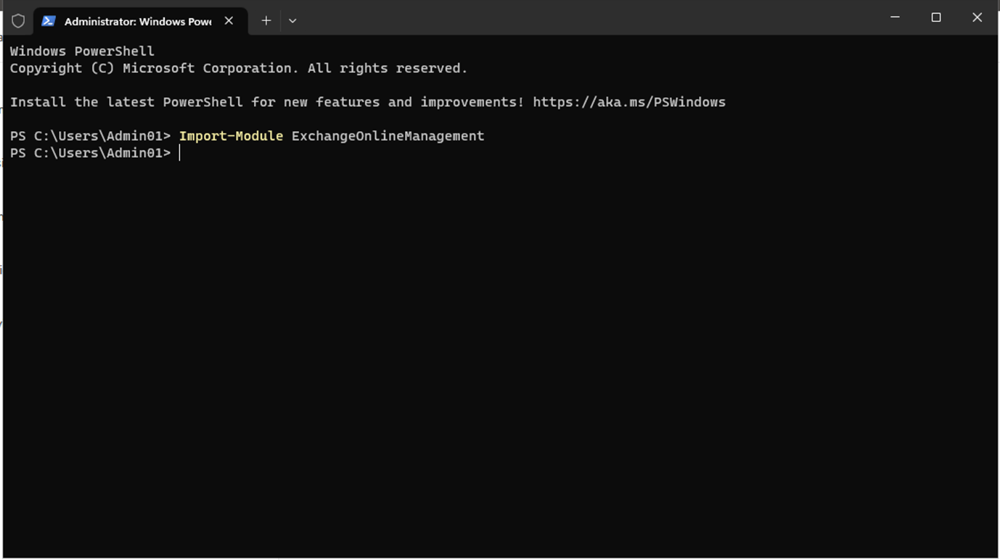 Administrator: Windows Powe
Windows PowerShell
Copyright (C) Microsoft Corporation. All rights reserved.
Install the latest PowerShell for new features and improvements! https://aka.ms/PSWindows
PS C:\Users\Admin01> Import-Module ExchangeOnlineManagement
PS C:\Users\Admin01>